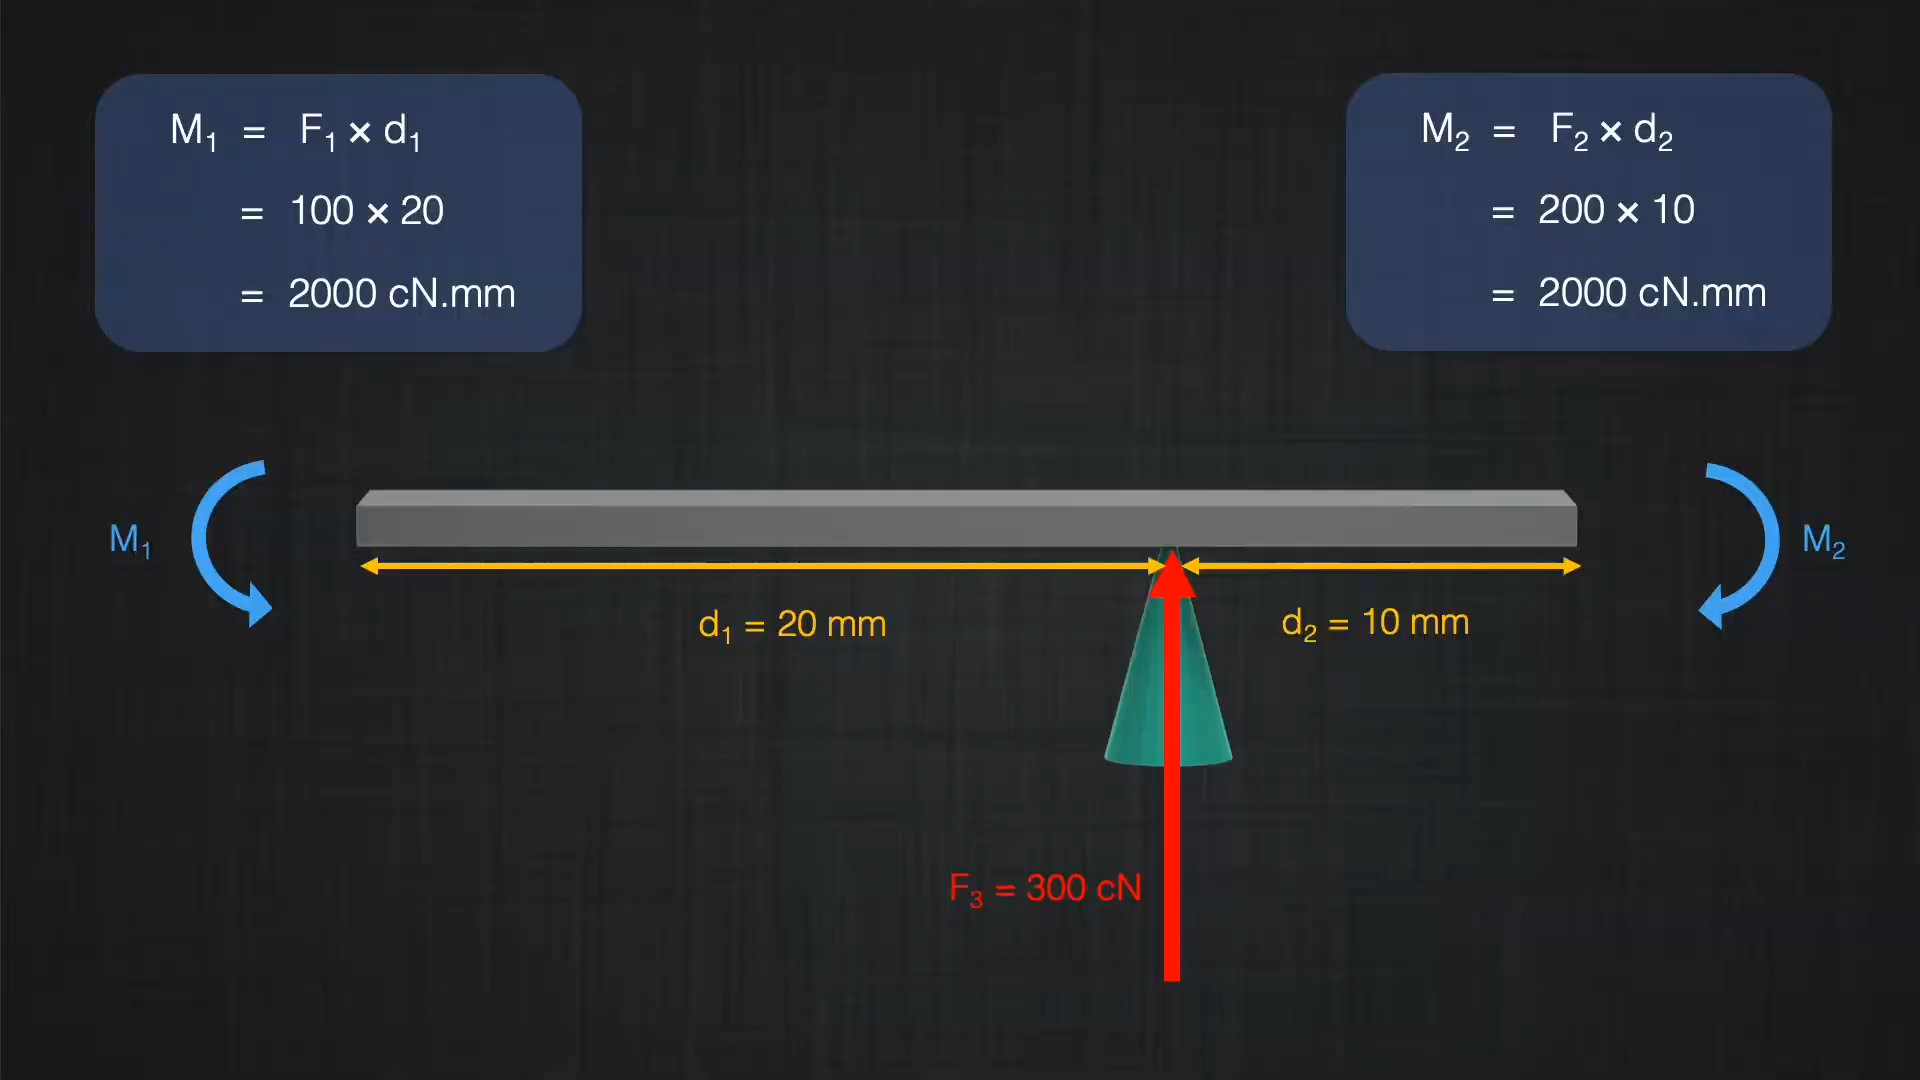 M₁ = F₁ × d₁
= 100 × 20
= 2000 cN.mm
M₂ = F₂ × d₂
= 200 × 10
= 2000 cN.mm
M₁
M₂
d₁ = 20 mm
d₂ = 10 mm
F₃ = 300 cN